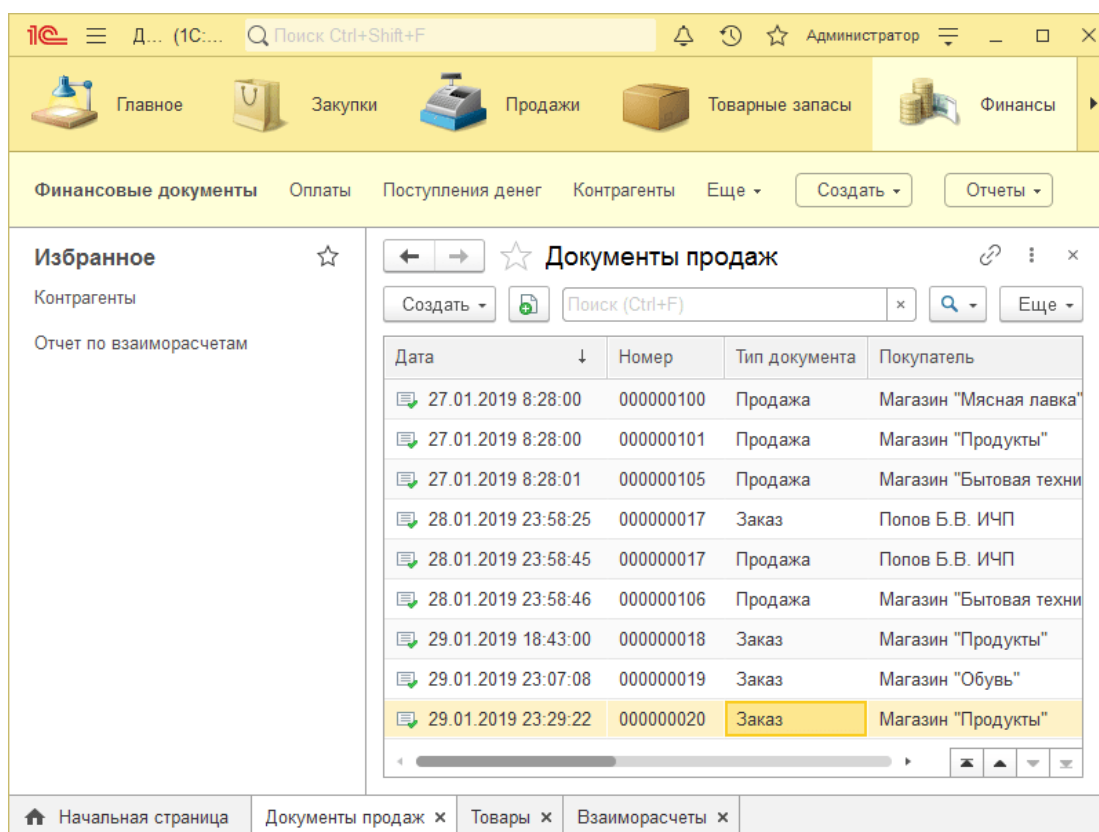 1С Д... (1С:... Поиск Ctrl+Shift+F Администратор
Главное Закупки Продажи Товарные запасы Финансы
Финансовые документы Оплаты Поступления денег Контрагенты Еще Создать Отчеты
Избранное
Контрагенты
Отчет по взаиморасчетам
Документы продаж
Создать Поиск (Ctrl+F) × Еще
Дата ↓ Номер Тип документа Покупатель
27.01.2019 8:28:00 000000100 Продажа Магазин "Мясная лавка"
27.01.2019 8:28:00 000000101 Продажа Магазин "Продукты"
27.01.2019 8:28:01 000000105 Продажа Магазин "Бытовая техни
28.01.2019 23:58:25 000000017 Заказ Попов Б.В. ИЧП
28.01.2019 23:58:45 000000017 Продажа Попов Б.В. ИЧП
28.01.2019 23:58:46 000000106 Продажа Магазин "Бытовая техни
29.01.2019 18:43:00 000000018 Заказ Магазин "Продукты"
29.01.2019 23:07:08 000000019 Заказ Магазин "Обувь"
29.01.2019 23:29:22 000000020 Заказ Магазин "Продукты"
Начальная страница Документы продаж × Товары × Взаиморасчеты ×